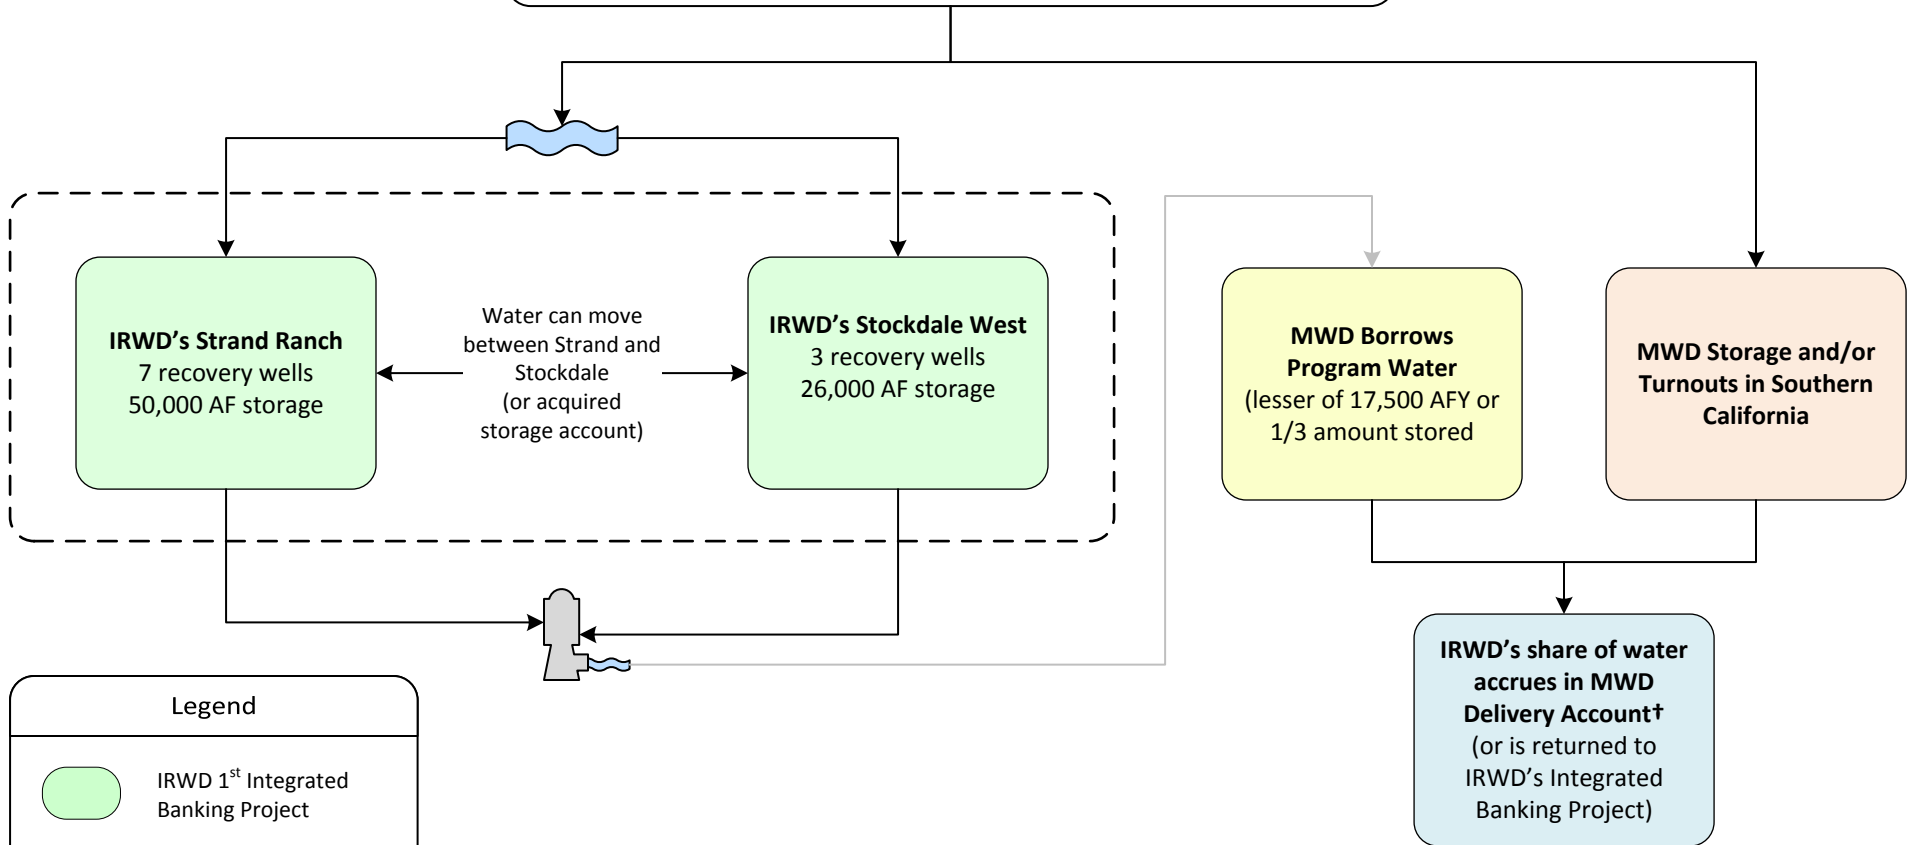 IRWD’s Strand Ranch
7 recovery wells
50,000 AF storage
Water can move
between Strand and
Stockdale
(or acquired
storage account)
IRWD’s Stockdale West
3 recovery wells
26,000 AF storage
MWD Borrows
Program Water
(lesser of 17,500 AFY or
1/3 amount stored
MWD Storage and/or
Turnouts in Southern
California
IRWD’s share of water
accrues in MWD
Delivery Account†
(or is returned to
IRWD’s Integrated
Banking Project)
Legend
IRWD 1st Integrated
Banking Project